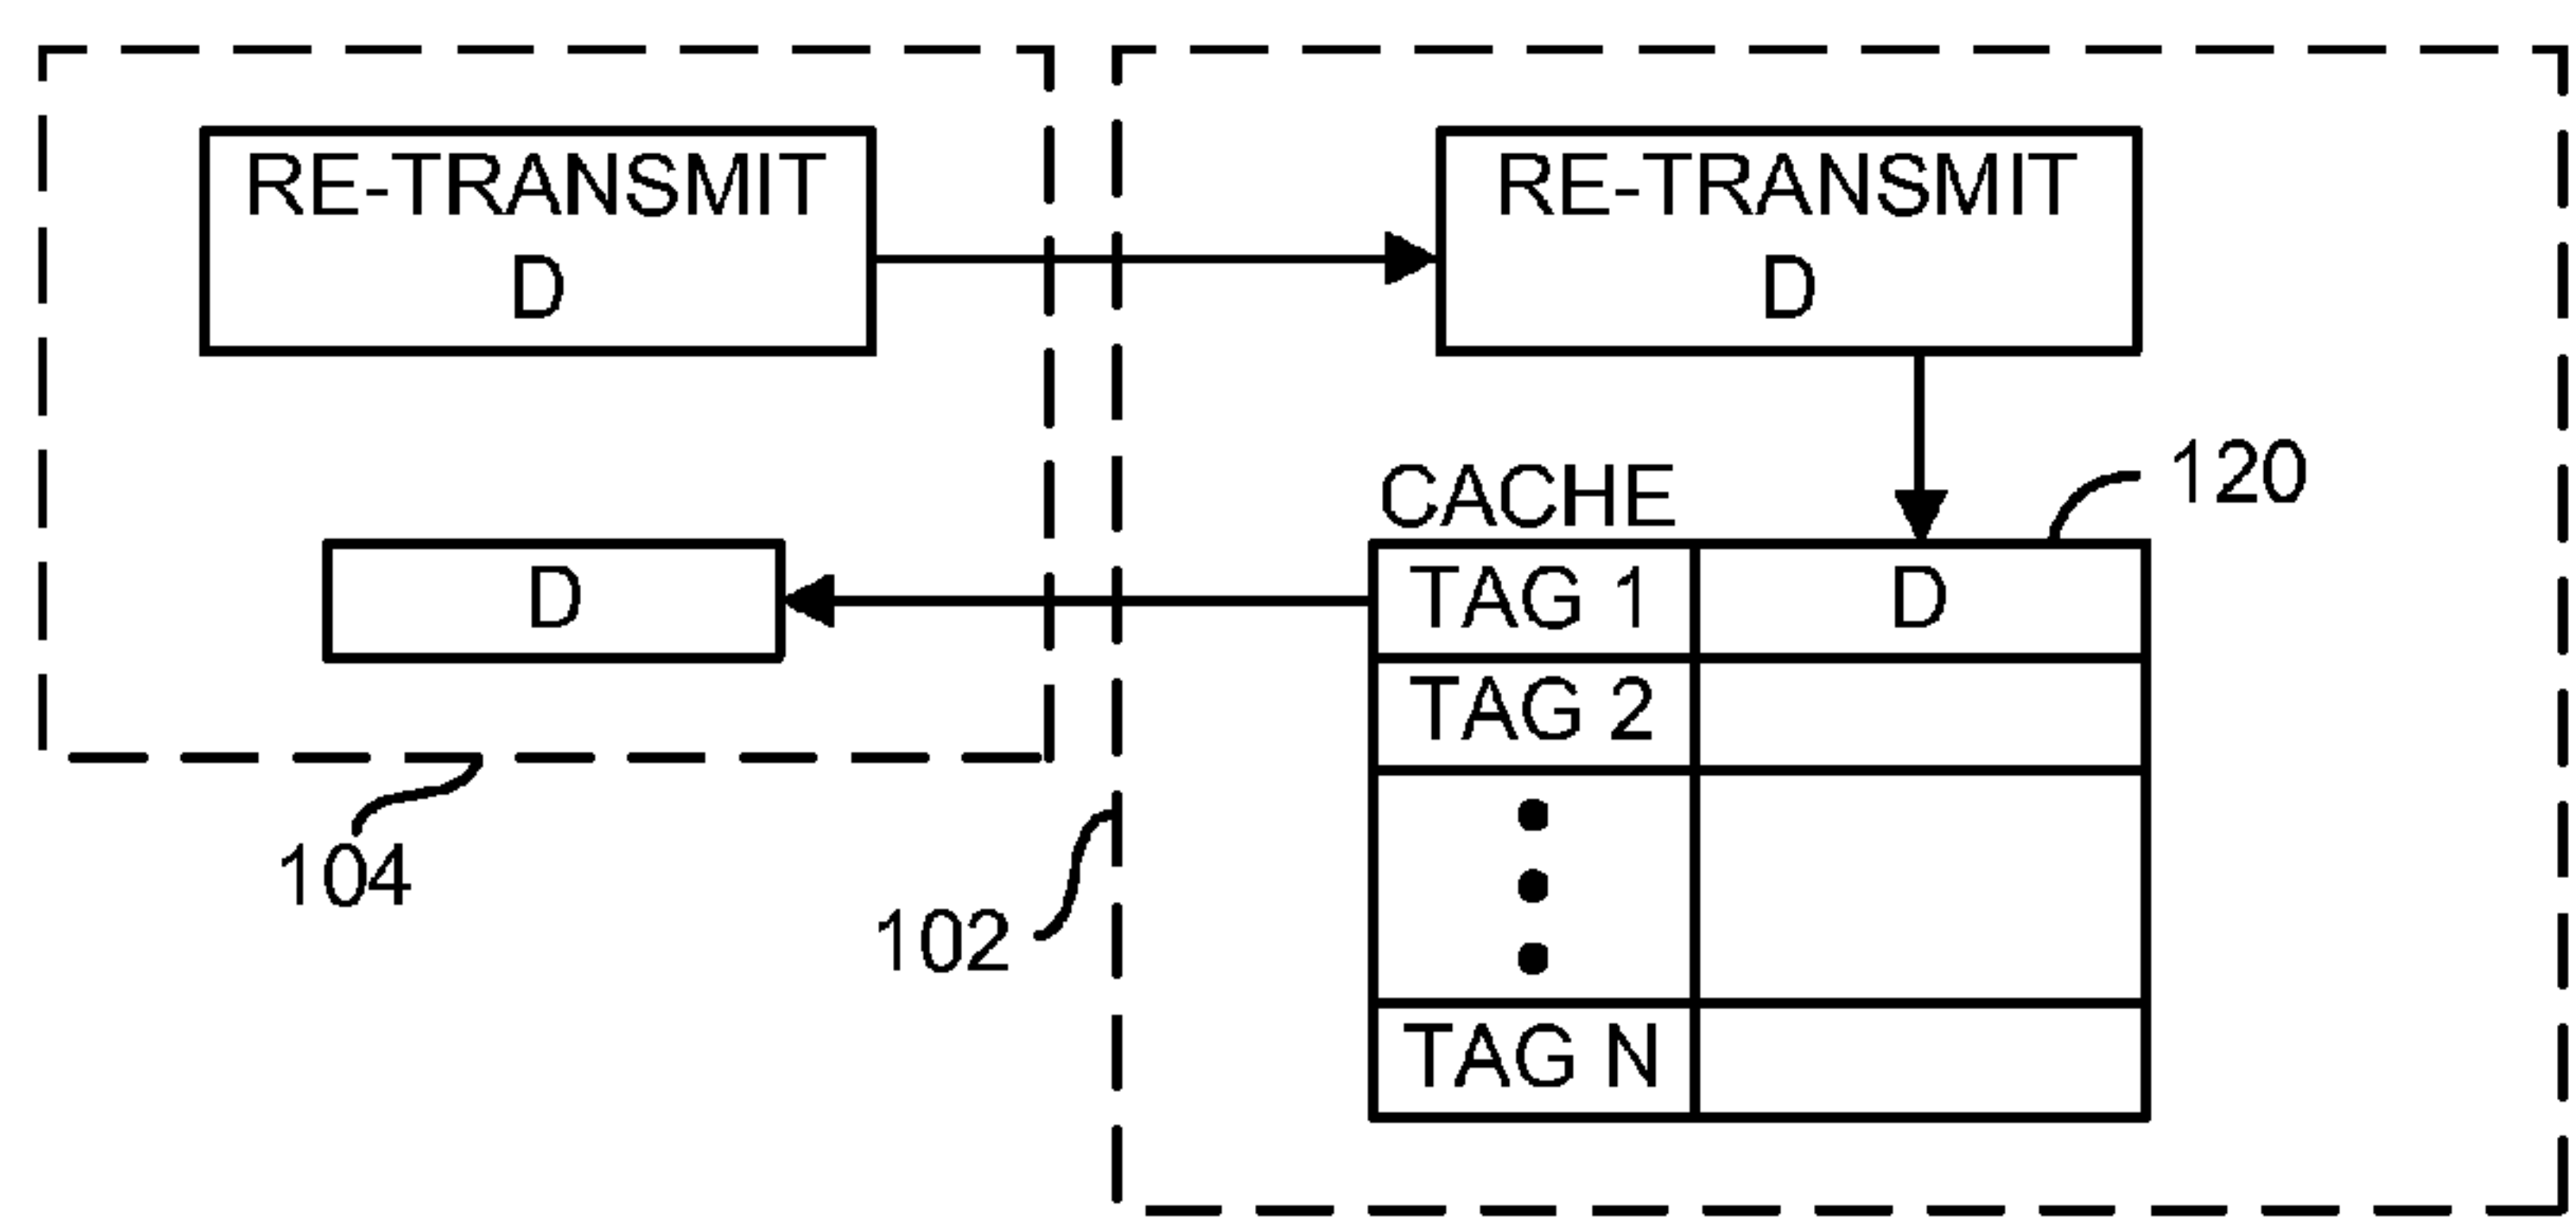 RE-TRANSMIT
D
RE-TRANSMIT
D
CACHE
120
D
TAG 1
D
TAG 2
TAG N
104
102